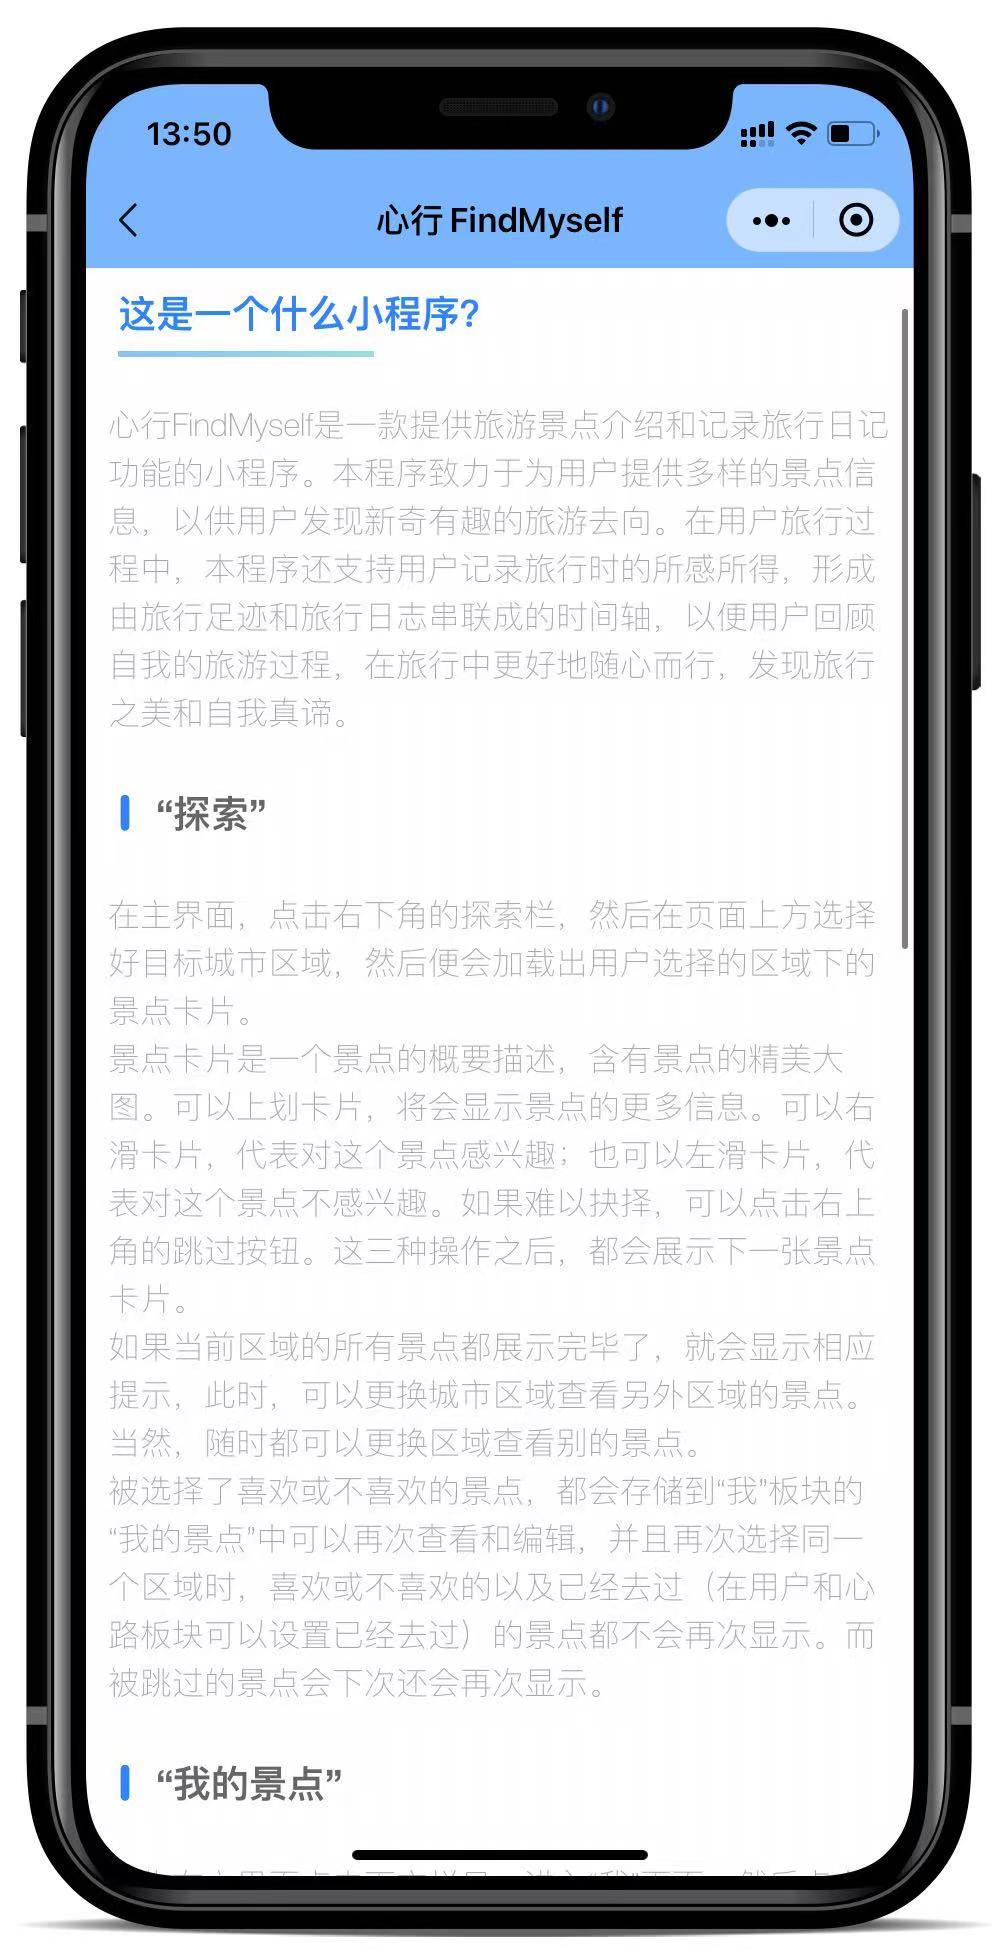 13:50
心行 FindMyself
这是一个什么小程序?
心行FindMyself是一款提供旅游景点介绍和记录旅行日记
功能的小程序。本程序致力于为用户提供多样的景点信
息，以供用户发现新奇有趣的旅游去向。在用户旅行过
程中，本程序还支持用户记录旅行时的所感所得，形成
由旅行足迹和旅行日志串联成的时间轴，以便用户回顾
自我的旅游过程，在旅行中更好地随心而行，发现旅行
之美和自我真谛。
“探索”
在主界面，点击右下角的探索栏，然后在页面上方选择
好目标城市区域，然后便会加载出用户选择的区域下的
景点卡片。
景点卡片是一个景点的概要描述，含有景点的精美大
图。可以上划卡片，将会显示景点的更多信息。可以右
滑卡片，代表对这个景点感兴趣；也可以左滑卡片，代
表对这个景点不感兴趣。如果难以抉择，可以点击右上
角的跳过按钮。这三种操作之后，都会展示下一张景点
卡片。
如果当前区域的所有景点都展示完毕了，就会显示相应
提示，此时，可以更换城市区域查看另外区域的景点。
当然，随时都可以更换区域查看别的景点。
被选择了喜欢或不喜欢的景点，都会存储到“我”板块的
“我的景点”中可以再次查看和编辑，并且再次选择同一
个区域时，喜欢或不喜欢的以及已经去过（在用户和心
路板块可以设置已经去过）的景点都不会再次显示。而
被跳过的景点会下次还会再次显示。
“我的景点”